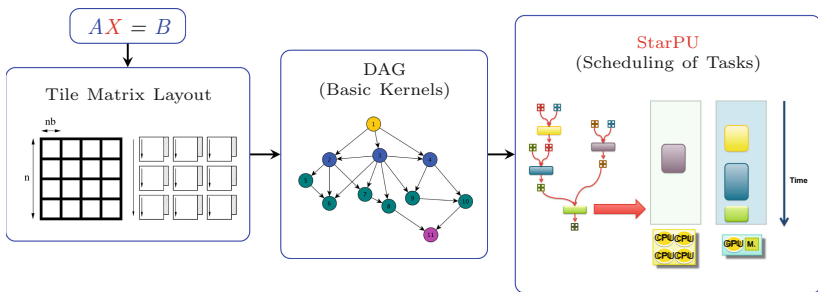 AX = B
Tile Matrix Layout
nb
n
DAG
(Basic Kernels)
1
2
3
4
5
6
7
8
9
10
11
StarPU
(Scheduling of Tasks)
Time
CPU CPU
CPU CPU
GPU M.